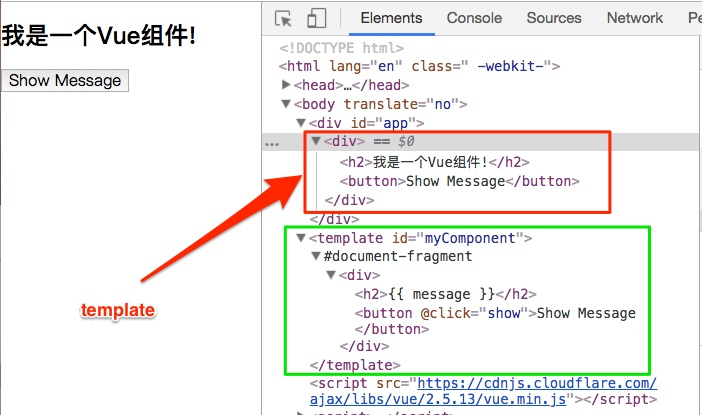 我是一个Vue组件!
Show Message
template
Elements Console Sources Network Pe
<!DOCTYPE html>
<html lang="en" class=" -webkit-">
<head>…</head>
<body translate="no">
<div id="app">
… <div> == $0
<h2>我是一个Vue组件!</h2>
<button>Show Message</button>
</div>
</div>
<template id="myComponent">
#document-fragment
<div>
<h2>{{ message }}</h2>
<button @click="show">Show Message
</button>
</div>
</template>
<script src="https://cdnjs.cloudflare.com/
ajax/libs/vue/2.5.13/vue.min.js"></script>